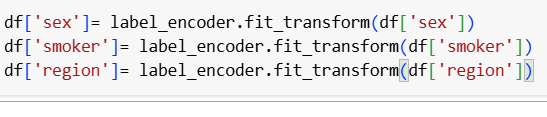 df['sex']= label_encoder.fit_transform(df['sex'])
df['smoker']= label_encoder.fit_transform(df['smoker'])
df['region']= label_encoder.fit_transform(df['region'])